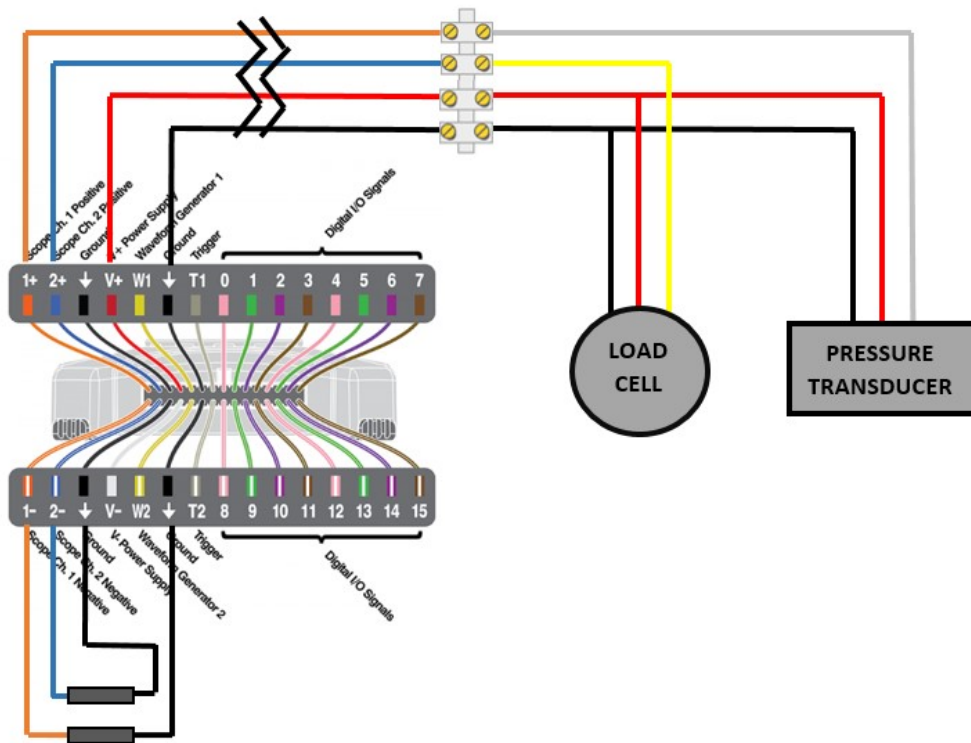 Scope Ch. 1 Positive
Scope Ch. 2 Positive
Ground
V+ Power Supply
Waveform Generator 1
Ground
Trigger
Digital I/O Signals
1+ 2+ V+ W1 T1 0 1 2 3 4 5 6 7
LOAD
CELL
PRESSURE
TRANSDUCER
1- 2- V- W2 T2 8 9 10 11 12 13 14 15
Scope Ch. 1 Negative
Scope Ch. 2 Negative
Ground
V- Power Supply
Waveform Generator 2
Ground
Trigger
Digital I/O Signals